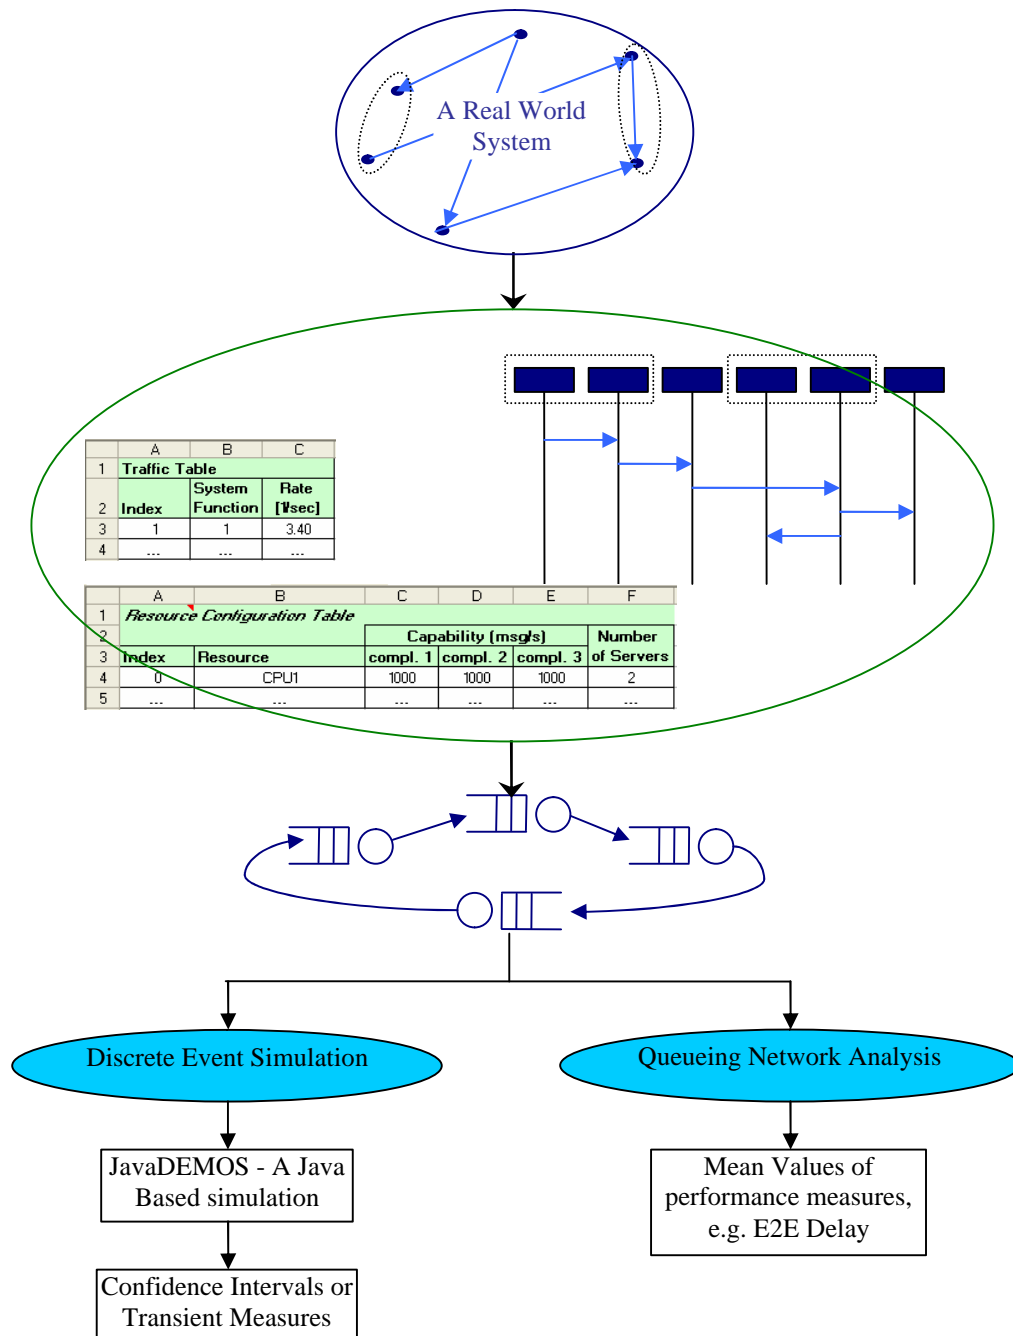 A Real World
System
A B C
1 Traffic Table
System Rate
2 Index Function [1/sec]
3 1 1 3.40
4 ... ... ...
A B C D E F
1 Resource Configuration Table
2 Capability (msg/s) Number
3 Index Resource compl. 1 compl. 2 compl. 3 of Servers
4 0 CPU1 1000 1000 1000 2
5 ... ... ... ... ... ...
Discrete Event Simulation
Queueing Network Analysis
JavaDEMOS - A Java
Based simulation
Mean Values of
performance measures,
e.g. E2E Delay
Confidence Intervals or
Transient Measures